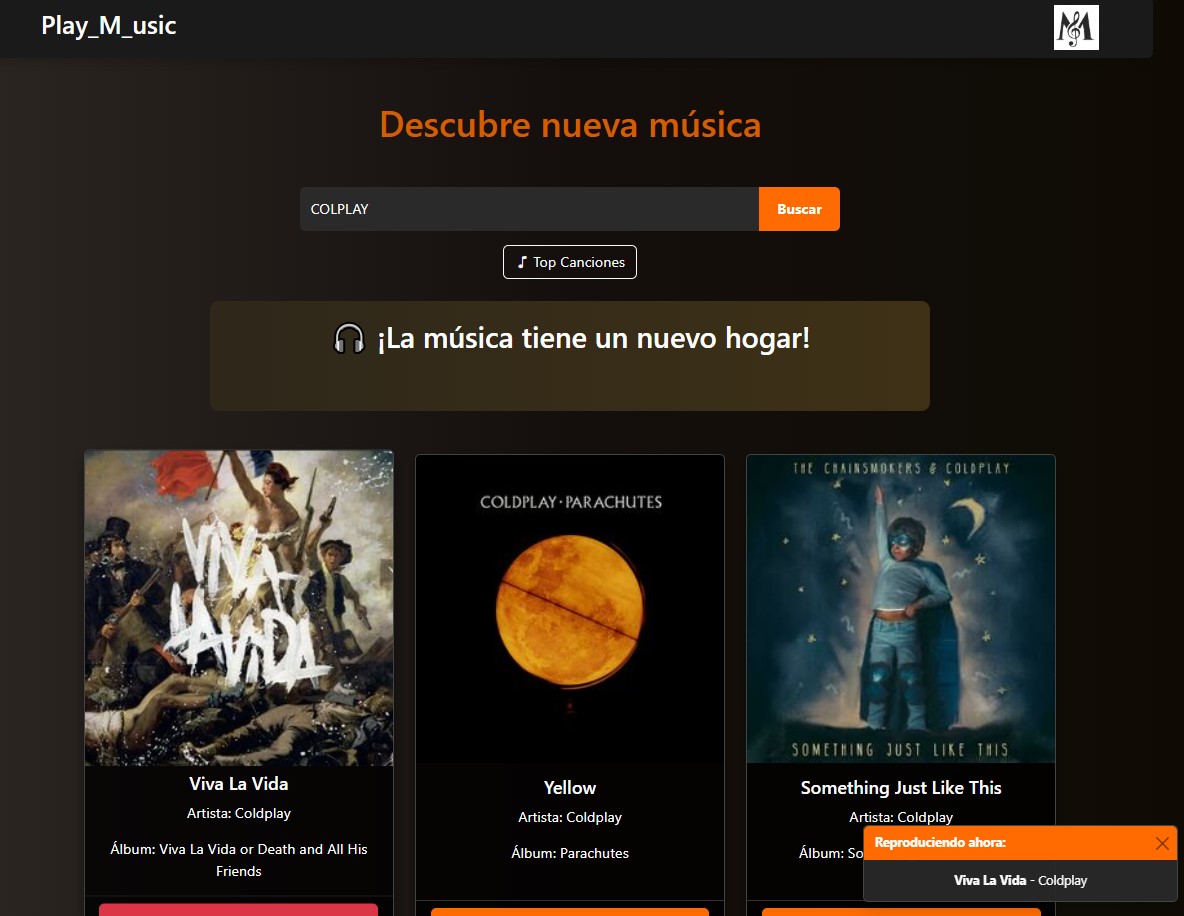 Play_M_usic
Descubre nueva música
COLPLAY
Buscar
Top Canciones
¡La música tiene un nuevo hogar!
VIVA
LA VIDA
Viva La Vida
Artista: Coldplay
Álbum: Viva La Vida or Death and All His
Friends
COLDPLAY·PARACHUTES
Yellow
Artista: Coldplay
Álbum: Parachutes
THE CHAINSMOKERS & COLDPLAY
SOMETHING JUST LIKE THIS
Something Just Like This
Artista: Coldplay
Álbum: So
Reproduciendo ahora:
Viva La Vida - Coldplay